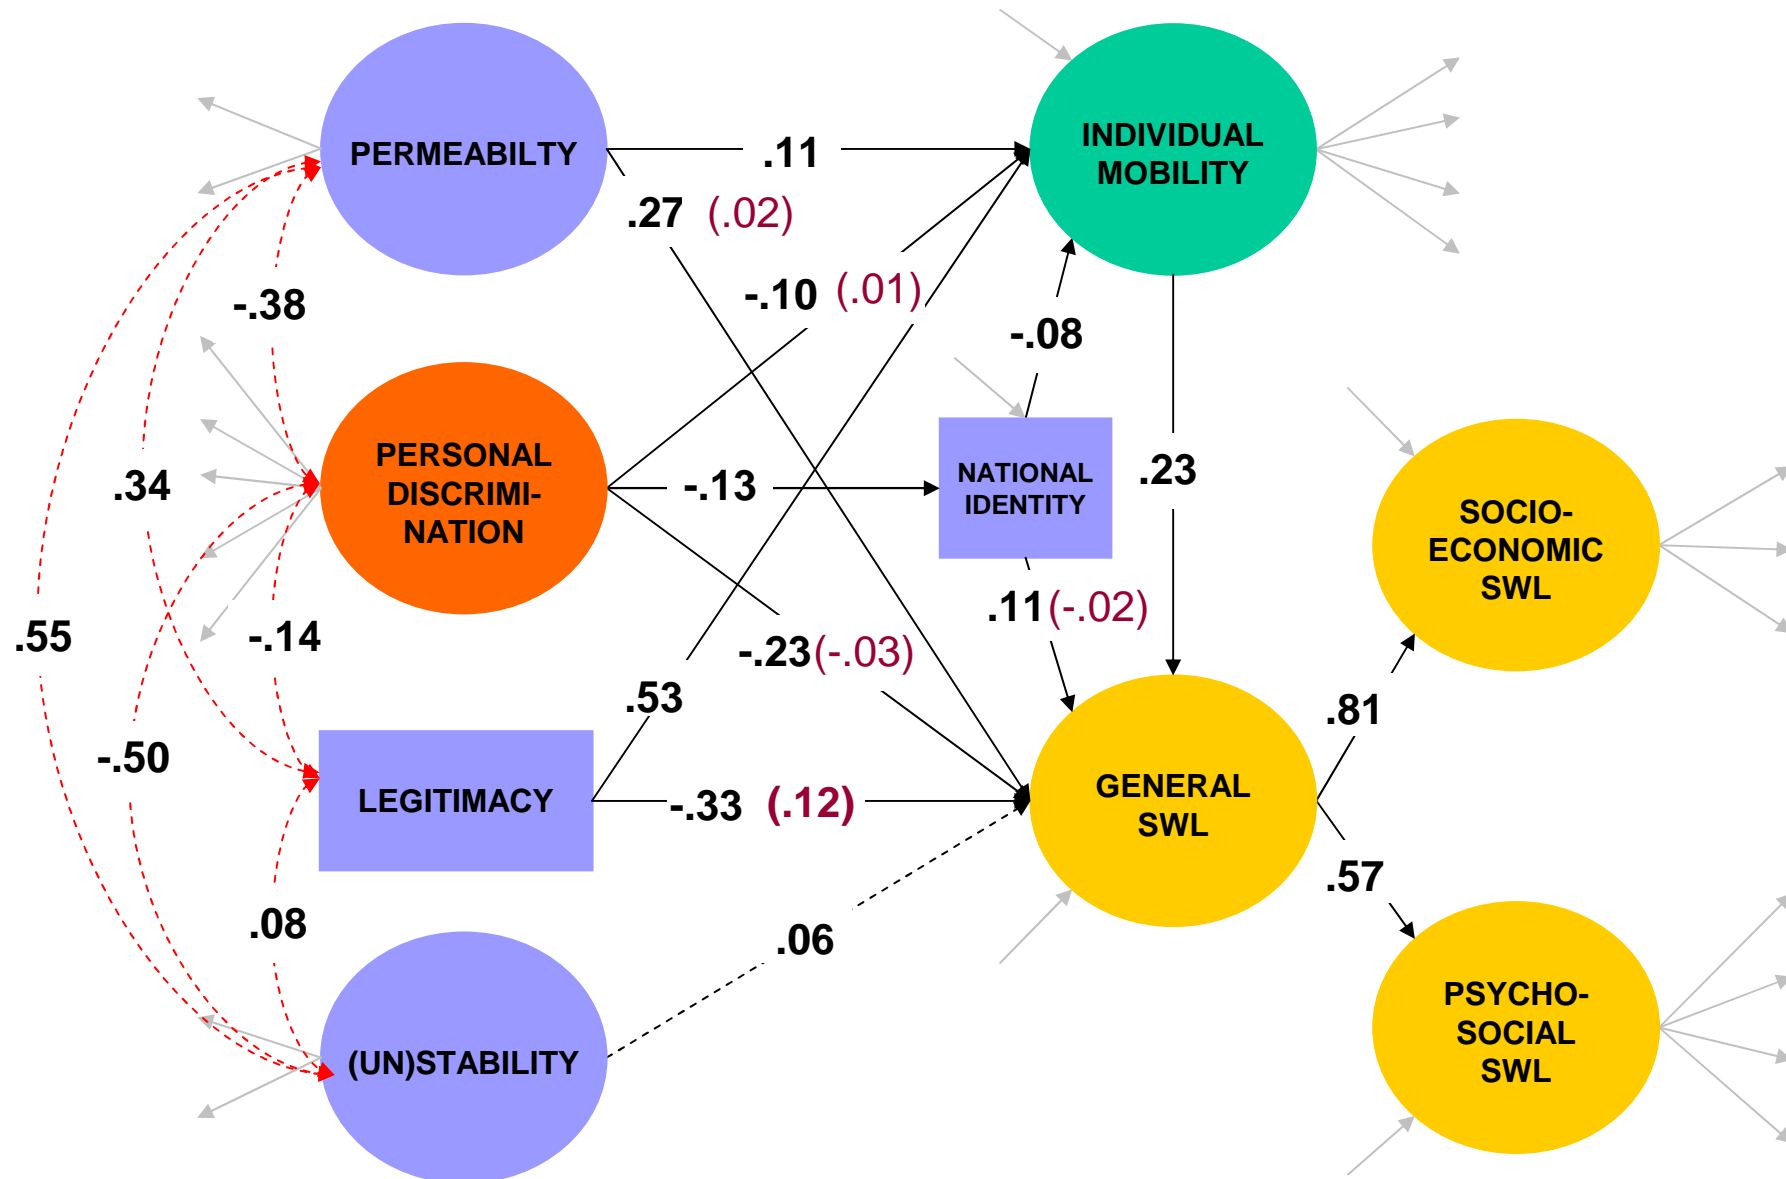 PERMEABILTY
.11
INDIVIDUAL
MOBILITY
.27 (.02)
-.10 (.01)
-.38
-.08
PERSONAL
DISCRIMI-
NATION
.34
-.13
NATIONAL
IDENTITY
.23
SOCIO-
ECONOMIC
SWL
.55
-.14
.11(-.02)
-.23(-.03)
.53
.81
-.50
LEGITIMACY
-.33 (.12)
GENERAL
SWL
.57
.08
.06
(UN)STABILITY
PSYCHO-
SOCIAL
SWL